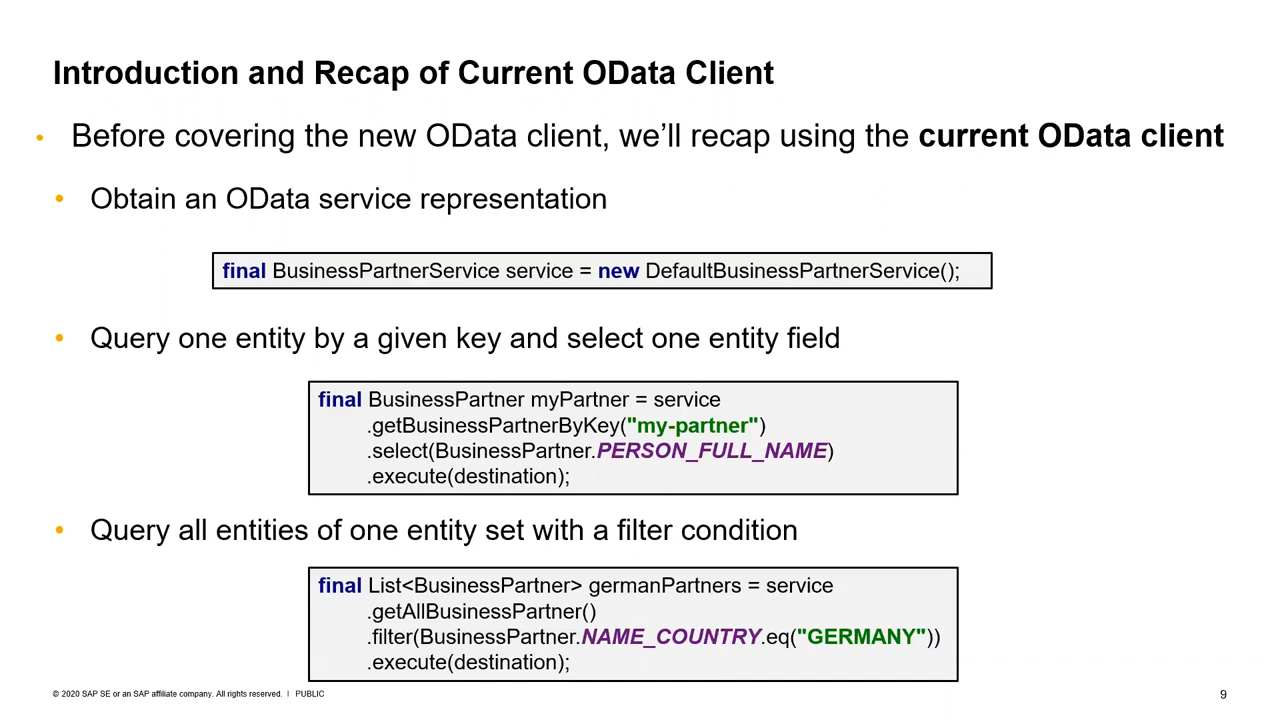 Introduction and Recap of Current OData Client
• Before covering the new OData client, we’ll recap using the current OData client
• Obtain an OData service representation
final BusinessPartnerService service = new DefaultBusinessPartnerService();
• Query one entity by a given key and select one entity field
final BusinessPartner myPartner = service
.getBusinessPartnerByKey("my-partner")
.select(BusinessPartner.PERSON_FULL_NAME)
.execute(destination);
• Query all entities of one entity set with a filter condition
final List<BusinessPartner> germanPartners = service
.getAllBusinessPartner()
.filter(BusinessPartner.NAME_COUNTRY.eq("GERMANY"))
.execute(destination);
© 2020 SAP SE or an SAP affiliate company. All rights reserved. | PUBLIC
9